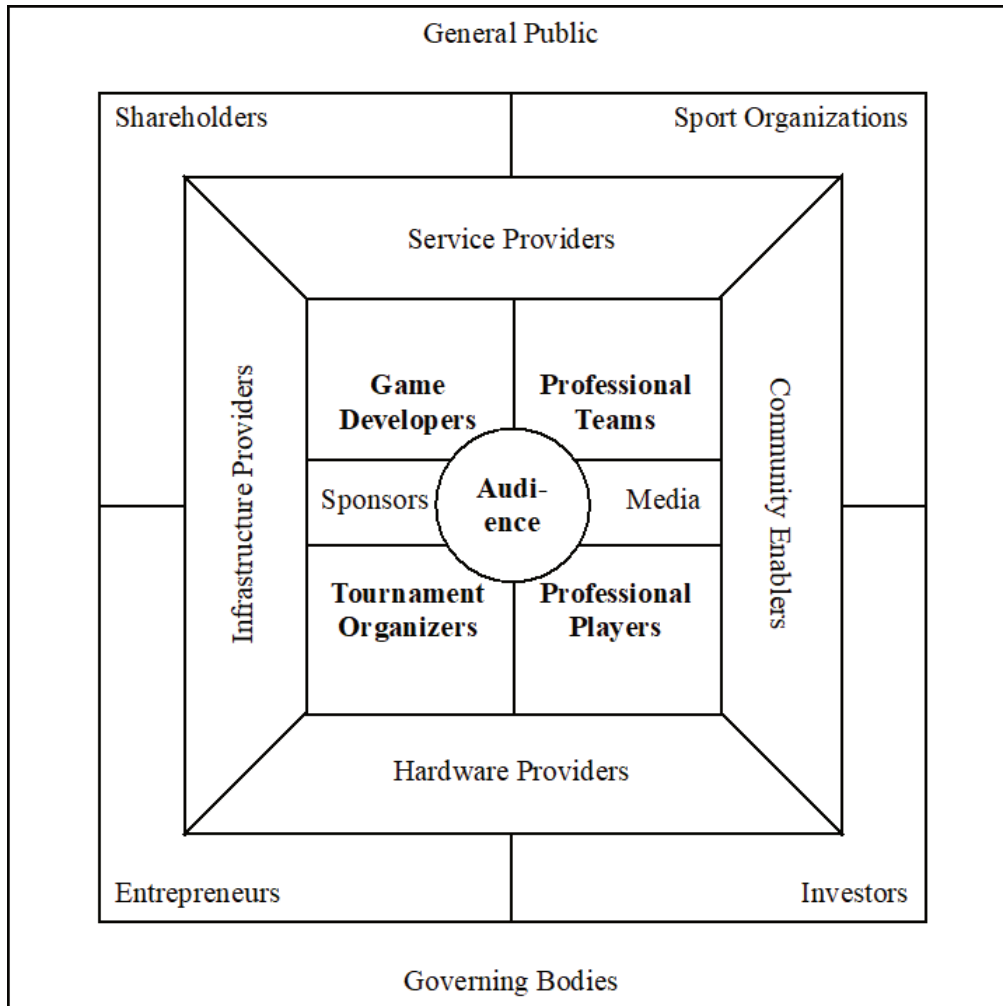 General Public
Shareholders
Sport Organizations
Service Providers
Infrastructure Providers
Game
Developers
Professional
Teams
Community Enablers
Sponsors
Audi-
ence
Media
Tournament
Organizers
Professional
Players
Hardware Providers
Entrepreneurs
Investors
Governing Bodies